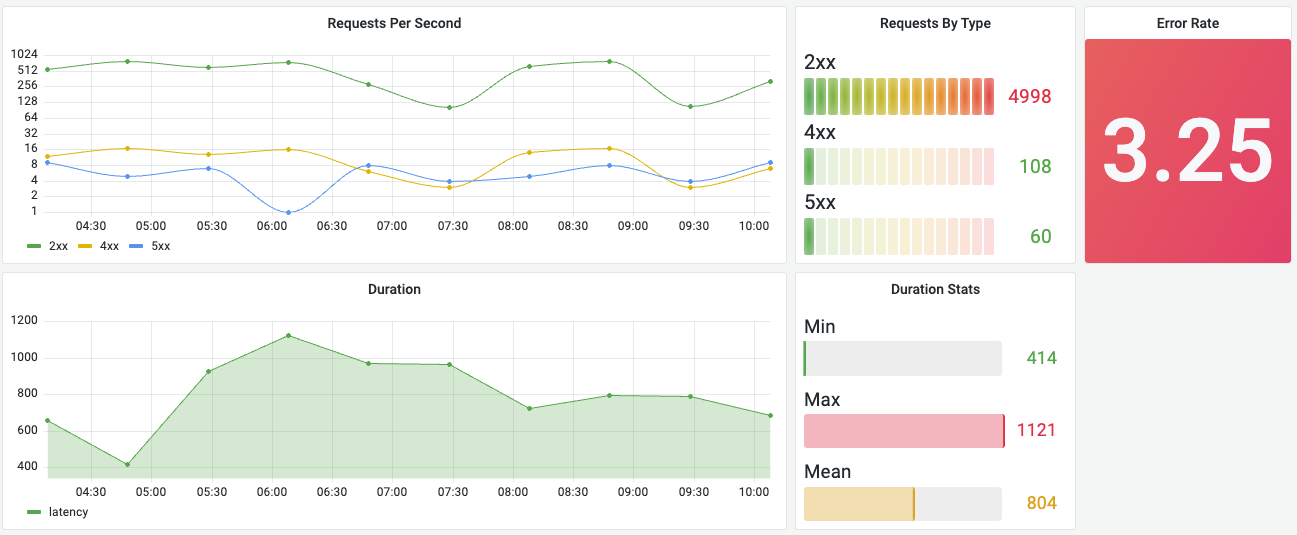 Requests Per Second
1024
512
256
128
64
32
16
8
4
2
1
04:30 05:00 05:30 06:00 06:30 07:00 07:30 08:00 08:30 09:00 09:30 10:00
2xx 4xx 5xx
Requests By Type
2xx
4998
4xx
108
5xx
60
Error Rate
3.25
Duration
1200
1000
800
600
400
04:30 05:00 05:30 06:00 06:30 07:00 07:30 08:00 08:30 09:00 09:30 10:00
latency
Duration Stats
Min
414
Max
1121
Mean
804